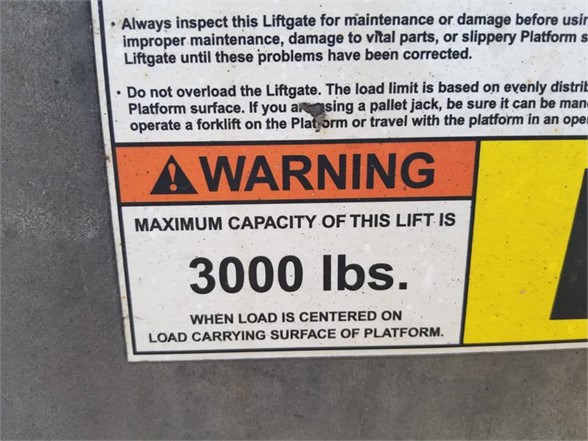 • Always inspect this Liftgate for maintenance or damage before
improper maintenance, damage to vital parts, or slippery Platform
Liftgate until these problems have been corrected.
• Do not overload the Liftgate. The load limit is based on evenly
Platform surface. If you are using a pallet jack, be sure it can be
operate a forklift on the Platform or travel with the platform in an
WARNING
MAXIMUM CAPACITY OF THIS LIFT IS
3000 lbs.
WHEN LOAD IS CENTERED ON
LOAD CARRYING SURFACE OF PLATFORM.